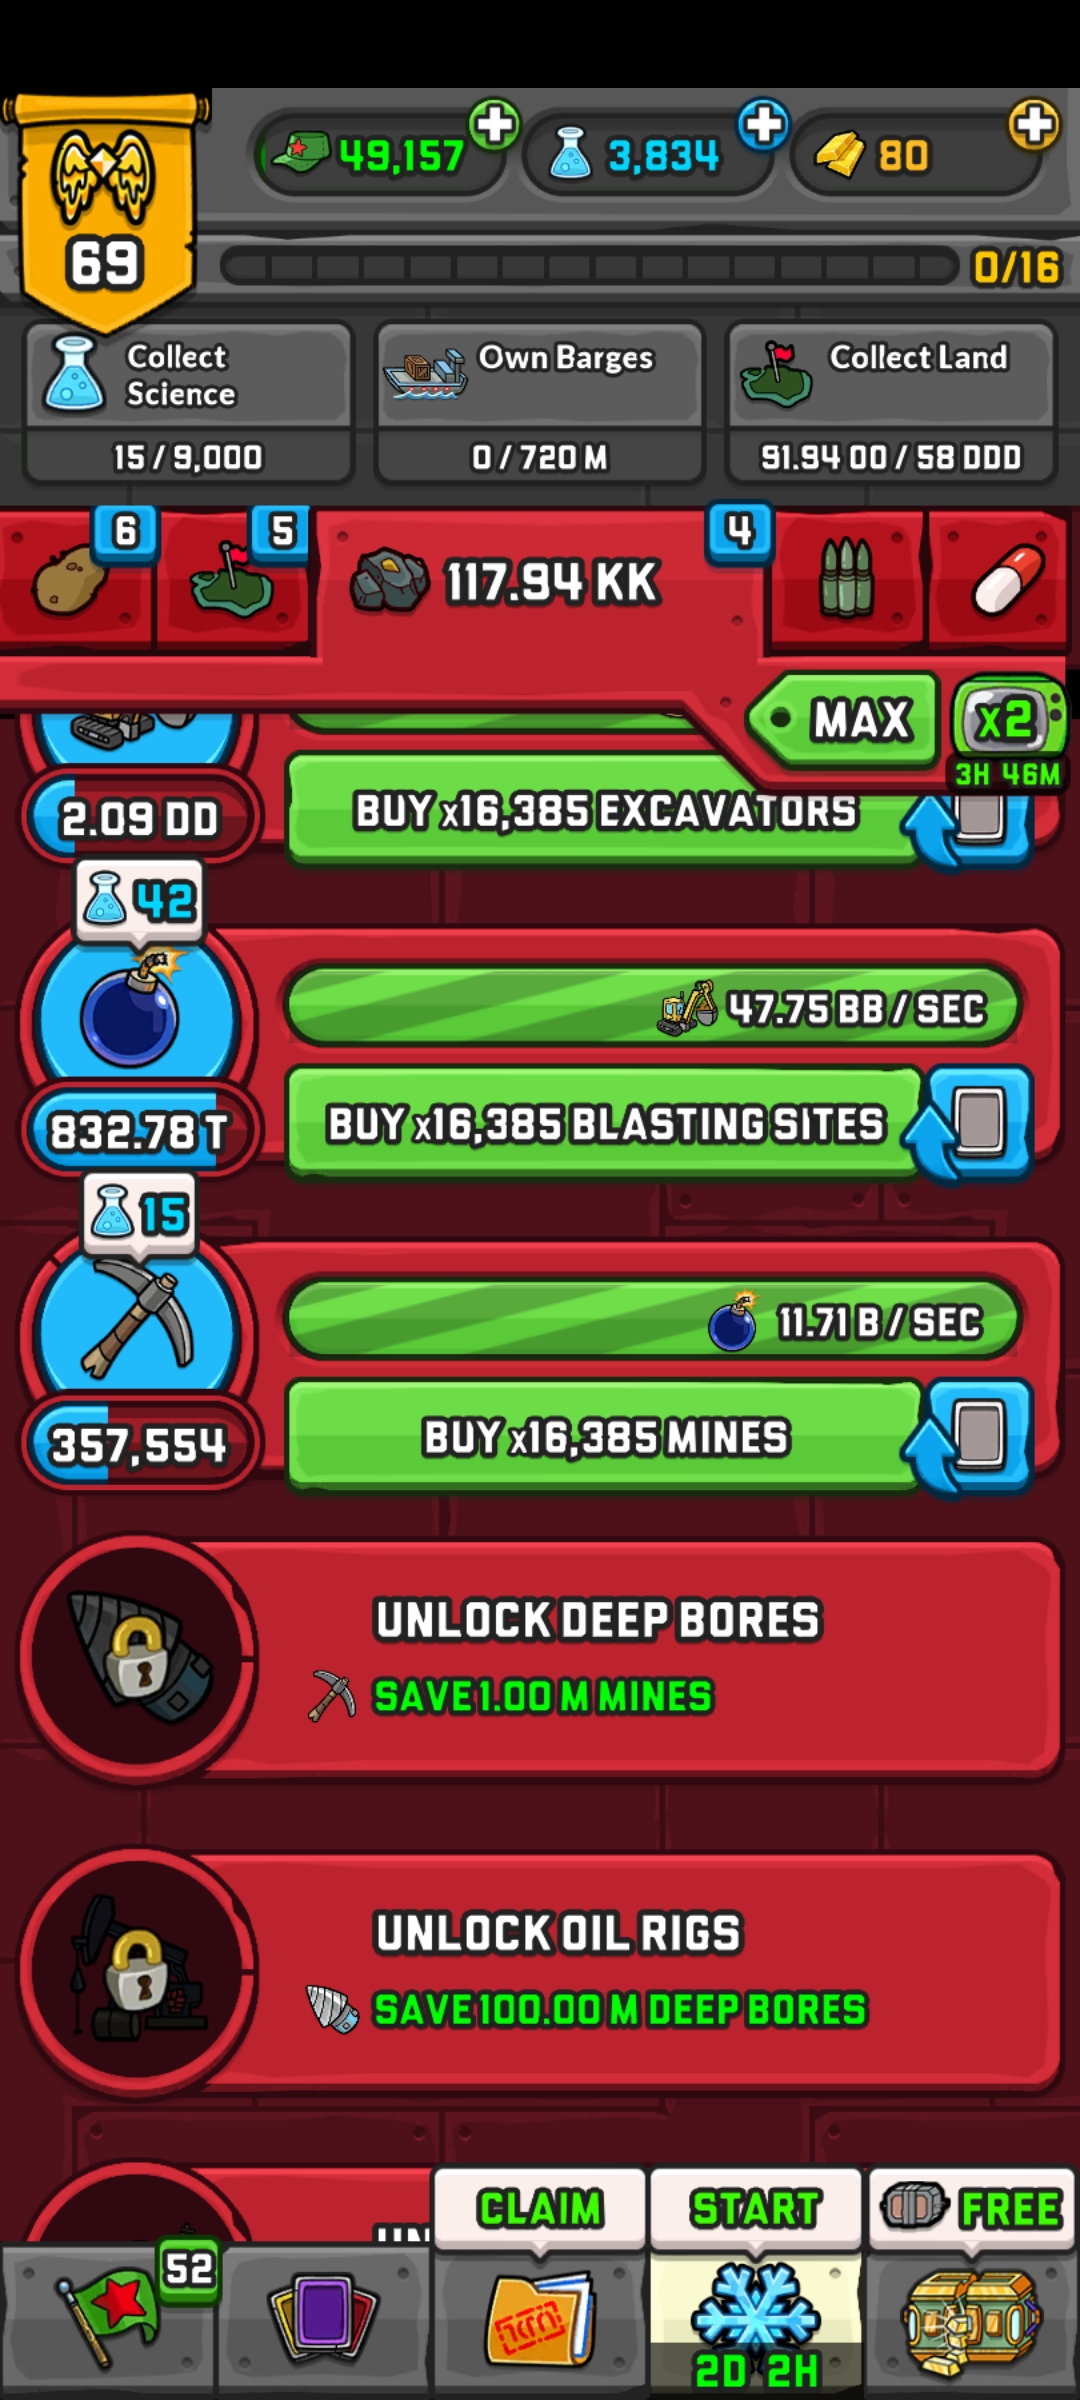 49,157
3,834
80
69
0/16
Collect
Science
15 / 9,000
Own Barges
0 / 720 M
Collect Land
91.94 OO / 58 DDD
6
5
117.94 KK
4
MAX
x2
3H 46M
2.09 DD
BUY x16,385 EXCAVATORS
42
47.75 BB / SEC
832.78 T
BUY x16,385 BLASTING SITES
15
11.71 B / SEC
357,554
BUY x16,385 MINES
UNLOCK DEEP BORES
SAVE 1.00 M MINES
UNLOCK OIL RIGS
SAVE 100.00 M DEEP BORES
CLAIM
START
FREE
52
2D 2H